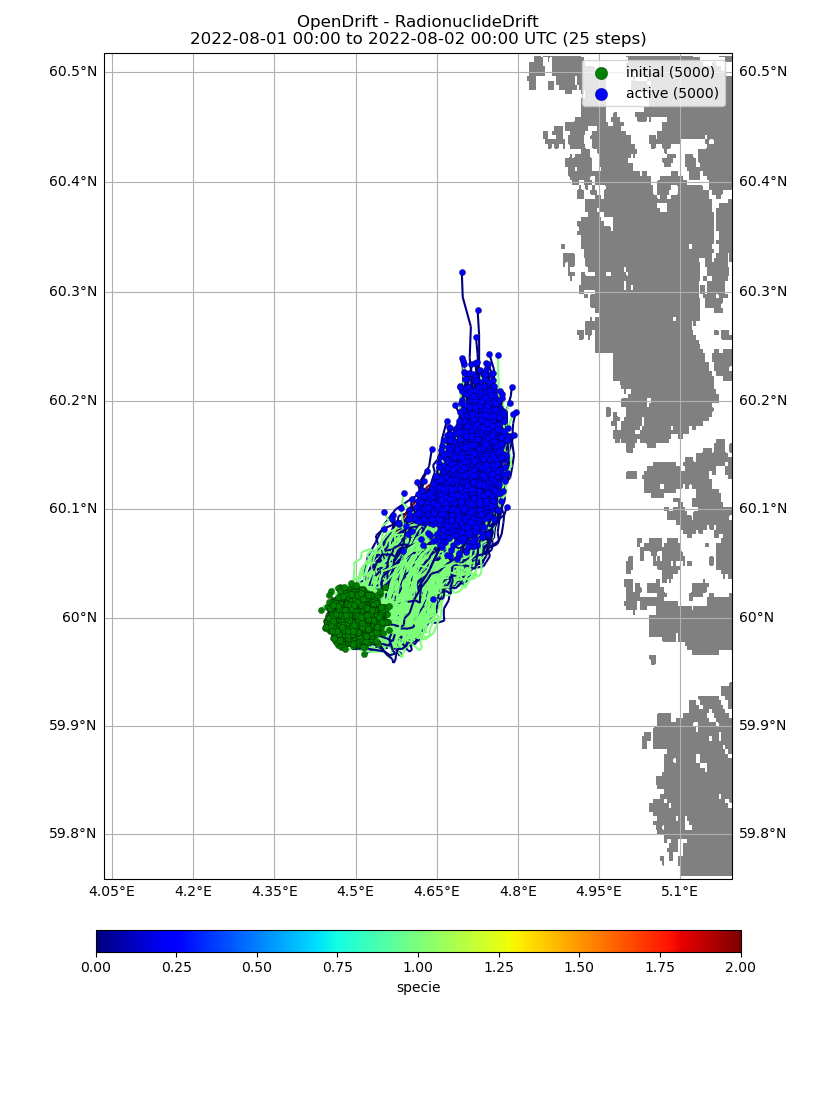 OpenDrift - RadionuclideDrift
2022-08-01 00:00 to 2022-08-02 00:00 UTC (25 steps)
initial (5000)
active (5000)
60.5°N 60.5°N
60.4°N 60.4°N
60.3°N 60.3°N
60.2°N 60.2°N
60.1°N 60.1°N
60°N 60°N
59.9°N 59.9°N
59.8°N 59.8°N
4.05°E 4.2°E 4.35°E 4.5°E 4.65°E 4.8°E 4.95°E 5.1°E
0.00 0.25 0.50 0.75 1.00 1.25 1.50 1.75 2.00
specie